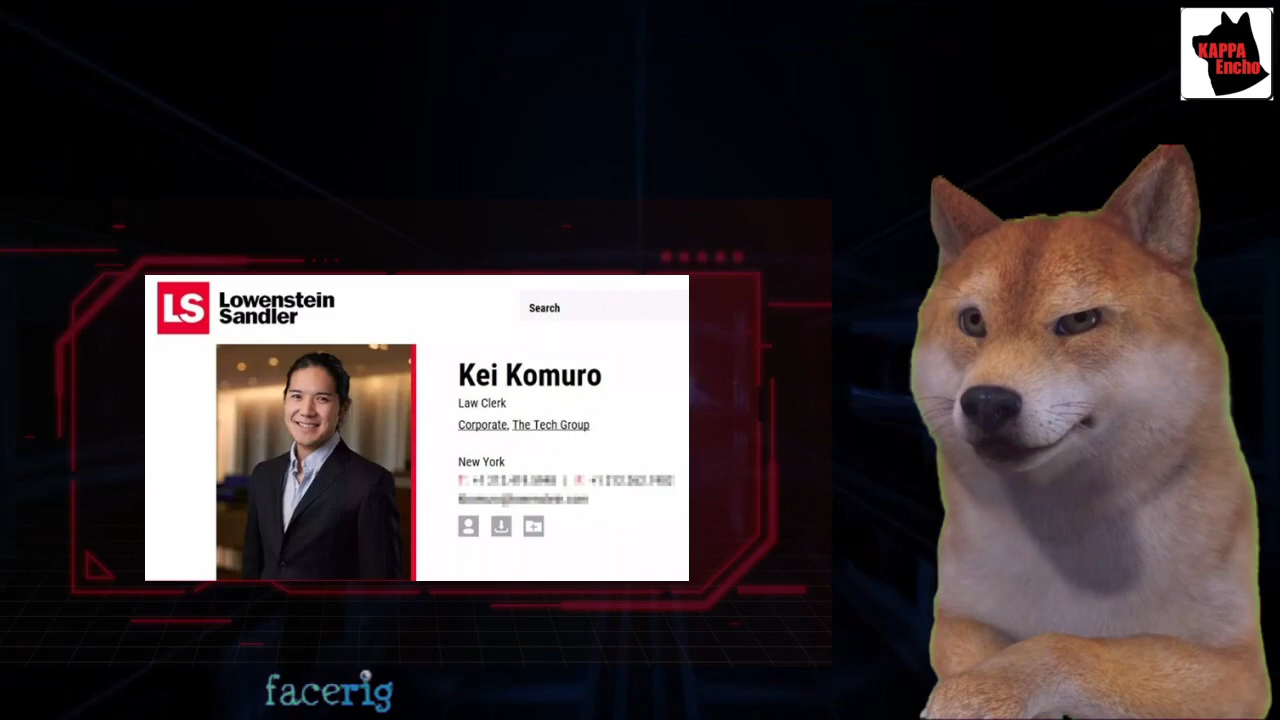 KAPPA
Encho
LS
Lowenstein
Sandler
Search
Kei Komuro
Law Clerk
Corporate, The Tech Group
New York
facerig